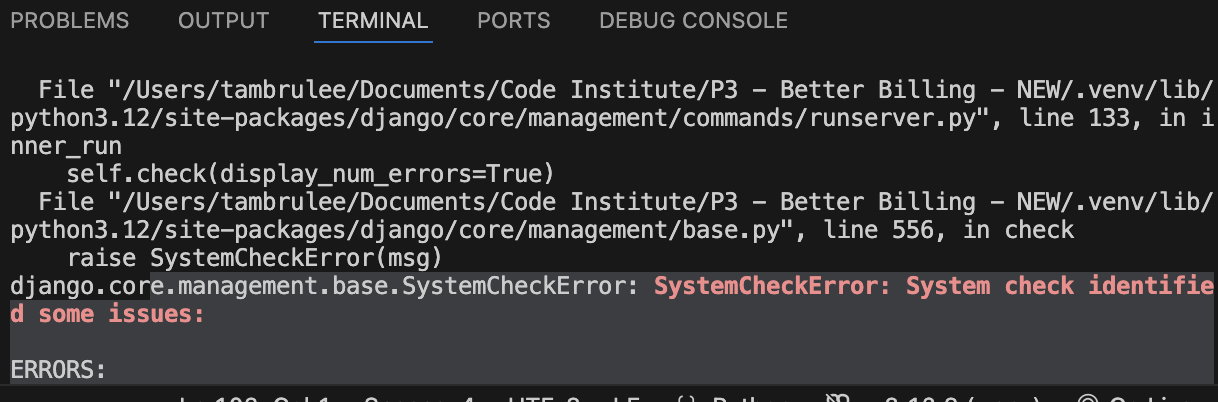 PROBLEMS OUTPUT TERMINAL PORTS DEBUG CONSOLE
  File "/Users/tambrulee/Documents/Code Institute/P3 - Better Billing - NEW/.venv/lib/
python3.12/site-packages/django/core/management/commands/runserver.py", line 133, in i
nner_run
    self.check(display_num_errors=True)
  File "/Users/tambrulee/Documents/Code Institute/P3 - Better Billing - NEW/.venv/lib/
python3.12/site-packages/django/core/management/base.py", line 556, in check
    raise SystemCheckError(msg)
django.core.management.base.SystemCheckError: SystemCheckError: System check identifie
d some issues:
ERRORS: